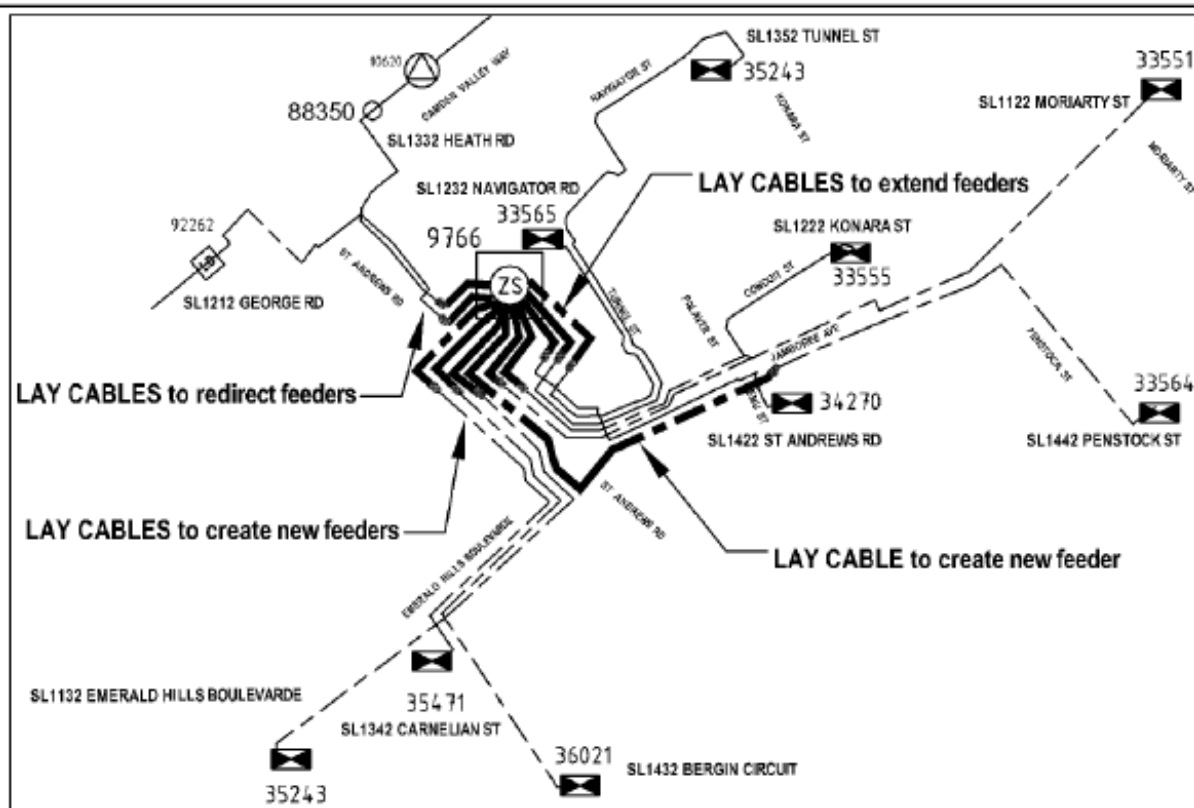 SL1352 TUNNEL ST
35243
33551
SL1122 MORIARTY ST
NAVIGATOR ST
KONARA ST
MORIARTY ST
CAMDEN VALLEY WAY
88350
SL1332 HEATH RD
SL1232 NAVIGATOR RD
LAY CABLES to extend feeders
33565
9766
ZS
SL1222 KONARA ST
33555
92262
ST ANDREWS RD
SL1212 GEORGE RD
TUNNEL ST
PALAVER ST
CONDUIT ST
JAMBOREE AVE
PENSTOCK ST
LAY CABLES to redirect feeders
34270
33564
SL1422 ST ANDREWS RD
SL1442 PENSTOCK ST
LAY CABLES to create new feeders
ST ANDREWS RD
LAY CABLE to create new feeder
EMERALD HILLS BOULEVARDE
SL1132 EMERALD HILLS BOULEVARDE
35471
SL1342 CARNELIAN ST
36021
SL1432 BERGIN CIRCUIT
35243